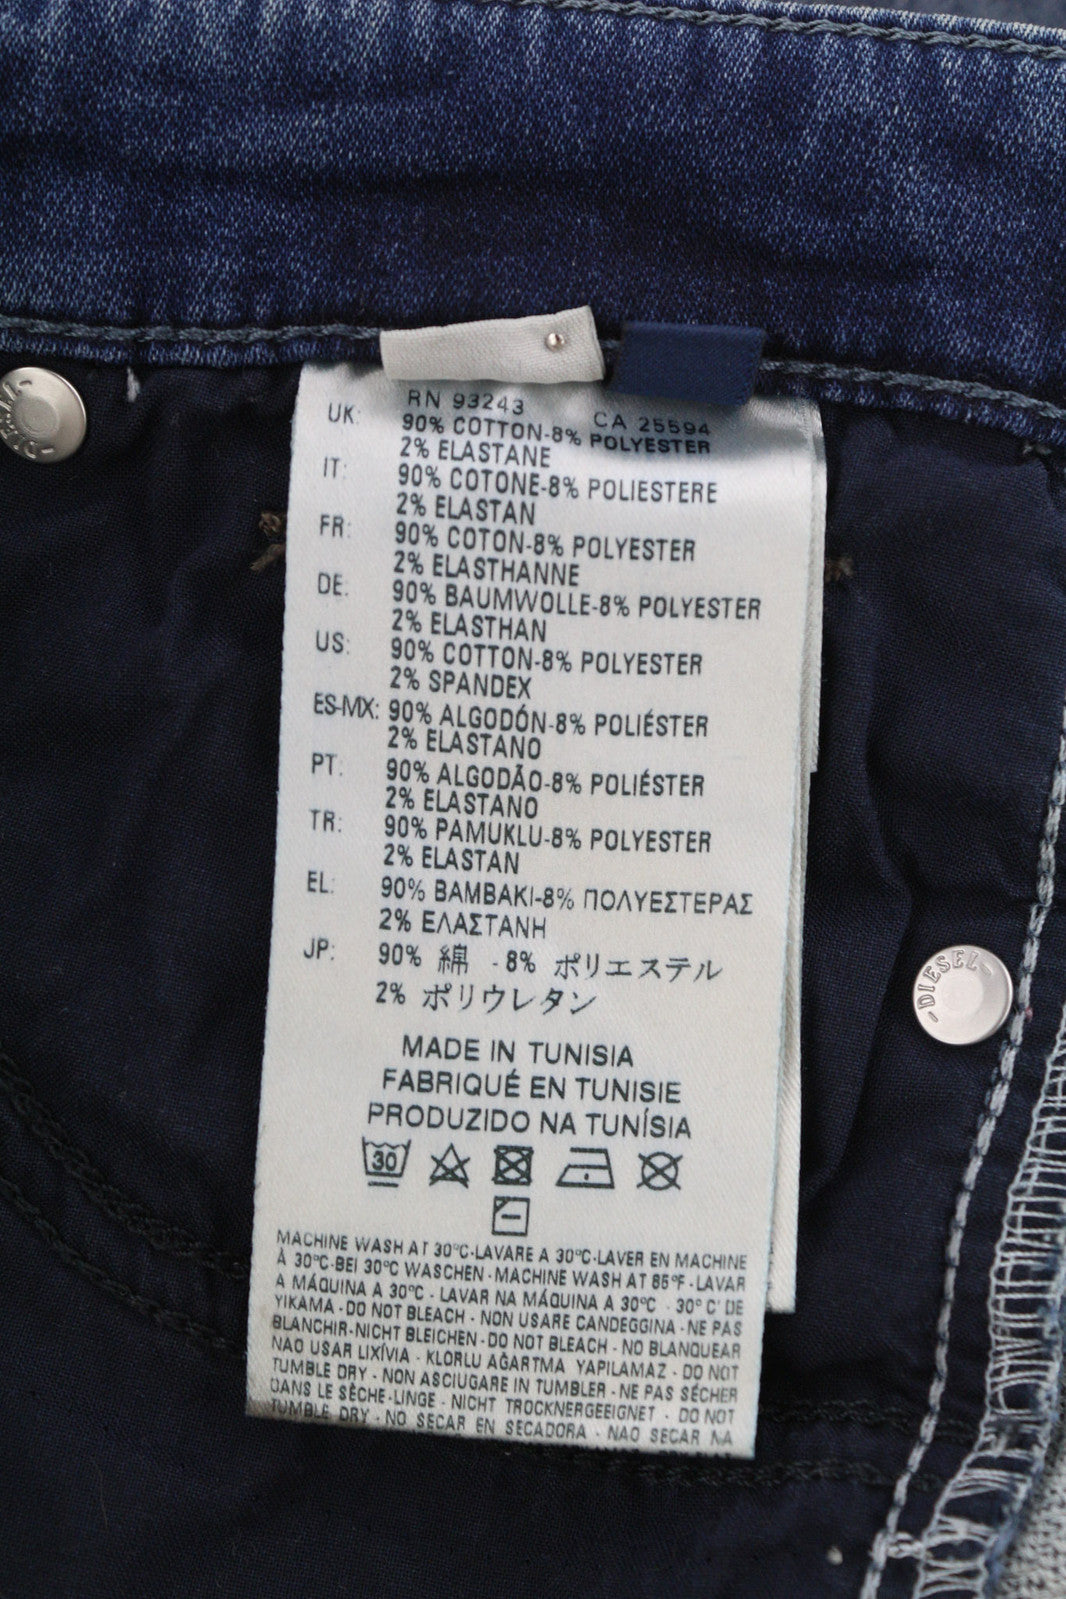 RN 93243 CA 25594
UK: 90% COTTON-8% POLYESTER
2% ELASTANE
IT: 90% COTONE-8% POLIESTERE
2% ELASTAN
FR: 90% COTON-8% POLYESTER
2% ELASTHANNE
DE: 90% BAUMWOLLE-8% POLYESTER
2% ELASTHAN
US: 90% COTTON-8% POLYESTER
2% SPANDEX
ES-MX: 90% ALGODÓN-8% POLIÉSTER
2% ELASTANO
PT: 90% ALGODÃO-8% POLIÉSTER
2% ELASTANO
TR: 90% PAMUKLU-8% POLYESTER
2% ELASTAN
EL: 90% ΒΑΜΒΑΚΙ-8% ΠΟΛΥΕΣΤΕΡΑΣ
2% ΕΛΑΣΤΑΝΗ
JP: 90% 綿 - 8% ポリエステル
2% ポリウレタン
MADE IN TUNISIA
FABRIQUÉ EN TUNISIE
PRODUZIDO NA TUNÍSIA
30
MACHINE WASH AT 30°C-LAVARE A 30°C-LAVER EN MACHINE
À 30°C-BEI 30°C WASCHEN - MACHINE WASH AT 86°F - LAVAR
A MÁQUINA A 30°C - LAVAR NA MÁQUINA A 30°C - 30° C' DE
YIKAMA - DO NOT BLEACH - NON USARE CANDEGGINA - NE PAS
BLANCHIR-NICHT BLEICHEN - DO NOT BLEACH - NO BLANQUEAR
NAO USAR LIXÍVIA - KLORLU AĞARTMA YAPILAMAZ - DO NOT
TUMBLE DRY - NON ASCIUGARE IN TUMBLER - NE PAS SÉCHER
DANS LE SÈCHE-LINGE - NICHT TROCKNERGEEIGNET - DO NOT
TUMBLE DRY - NO SECAR EN SECADORA - NAO SECAR NA
-DIESEL-